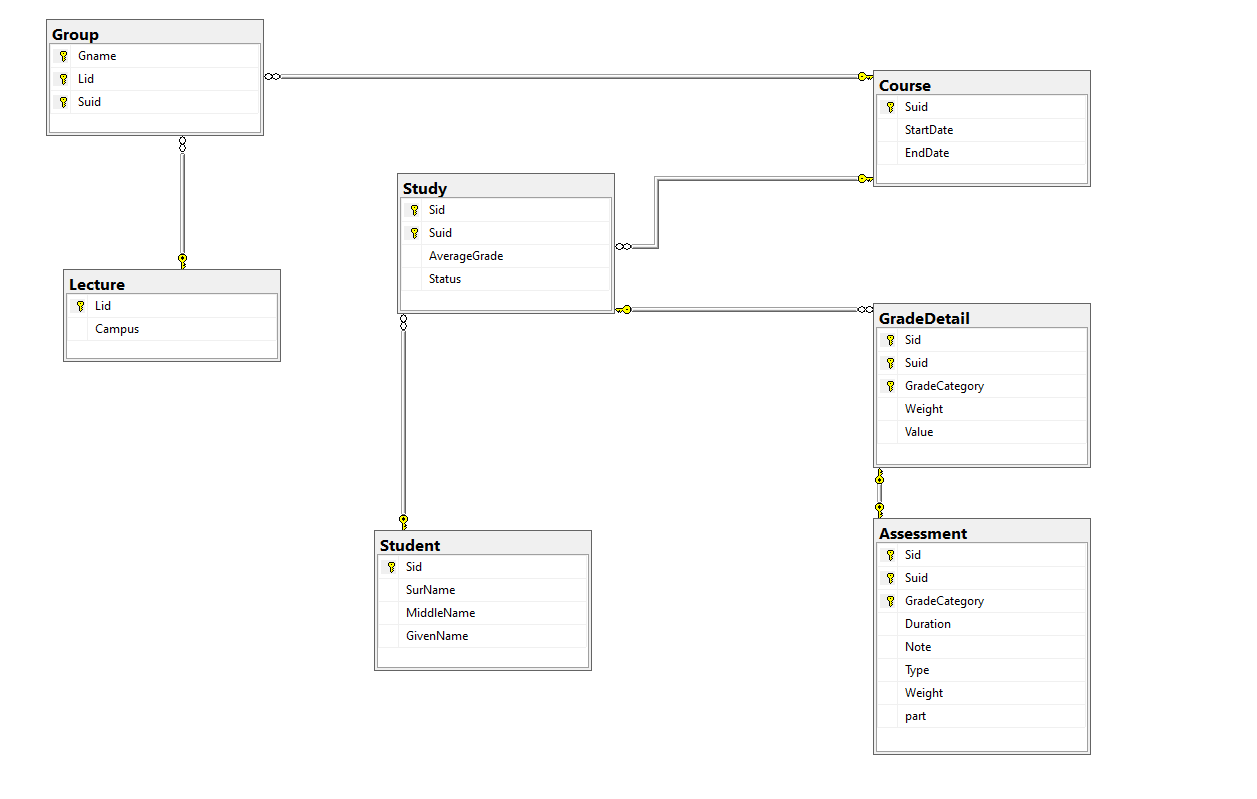 Group
Gname
Lid
Suid
Course
Suid
StartDate
EndDate
Study
Sid
Suid
AverageGrade
Status
Lecture
Lid
Campus
GradeDetail
Sid
Suid
GradeCategory
Weight
Value
Student
Sid
SurName
MiddleName
GivenName
Assessment
Sid
Suid
GradeCategory
Duration
Note
Type
Weight
part